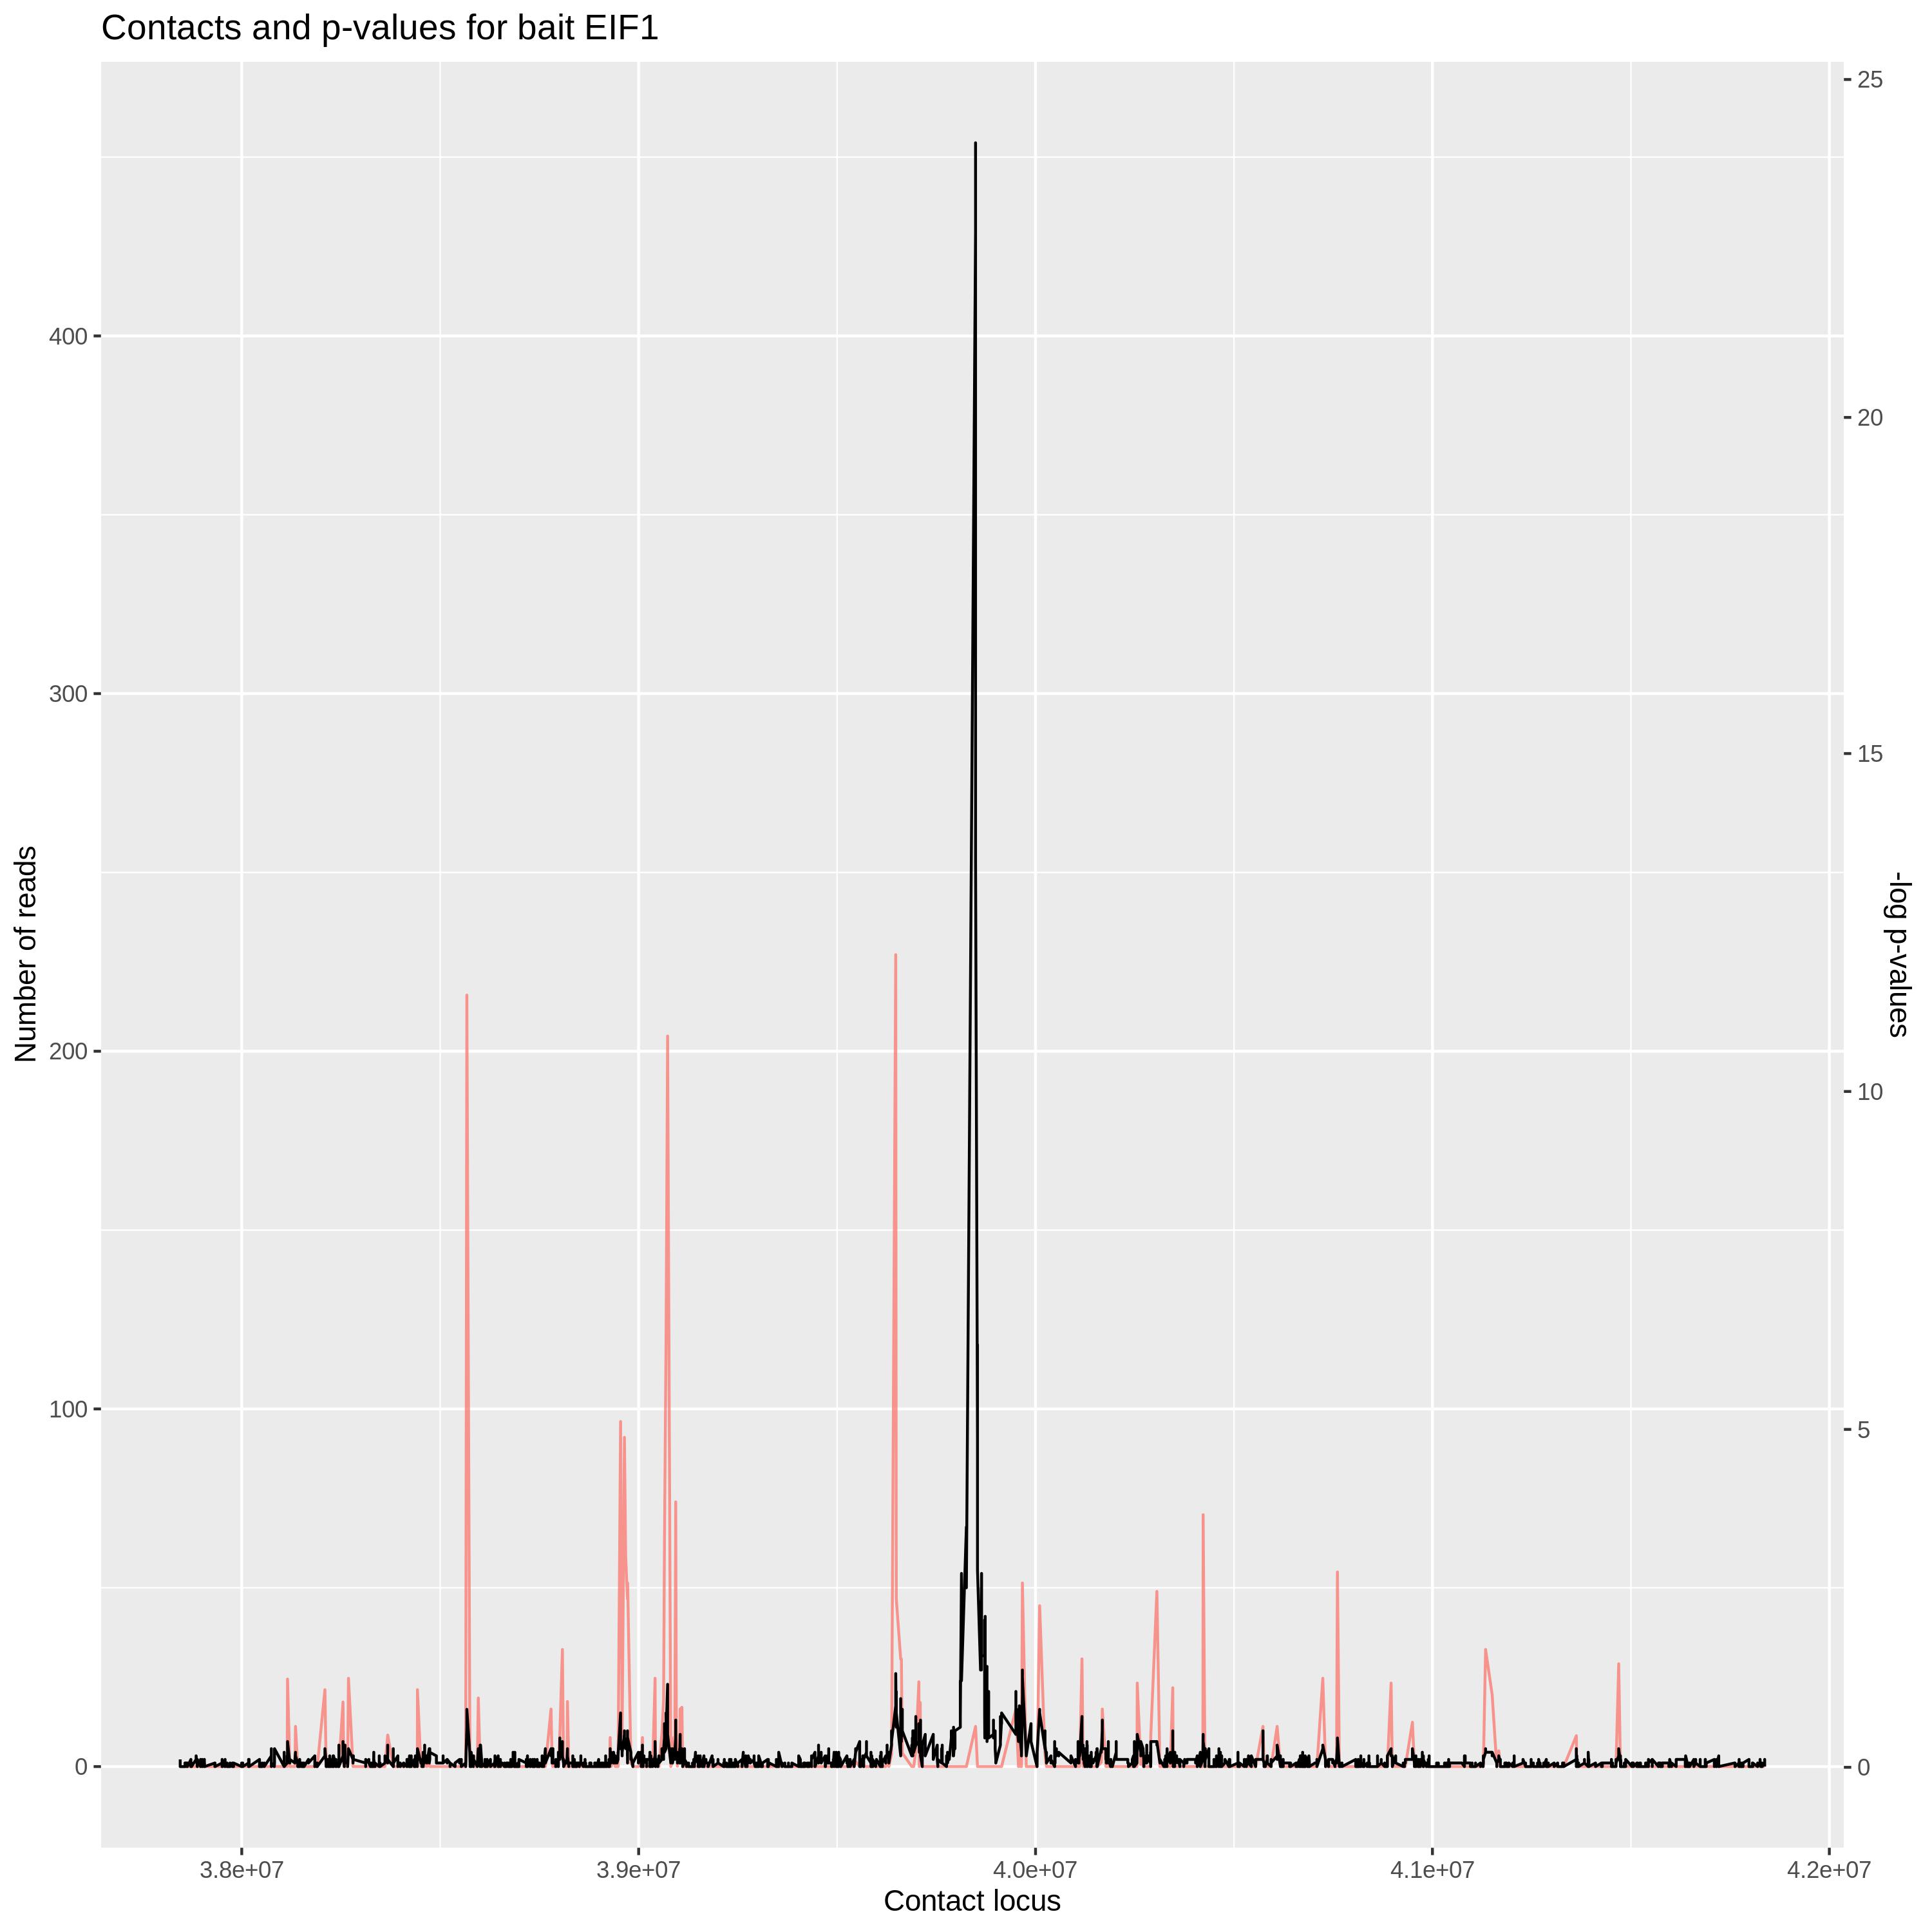 Contacts and p-values for bait EIF1
25
20
15
10
5
0
-log p-values
400
300
200
100
0
Number of reads
3.8e+07 3.9e+07 4.0e+07 4.1e+07 4.2e+07
Contact locus